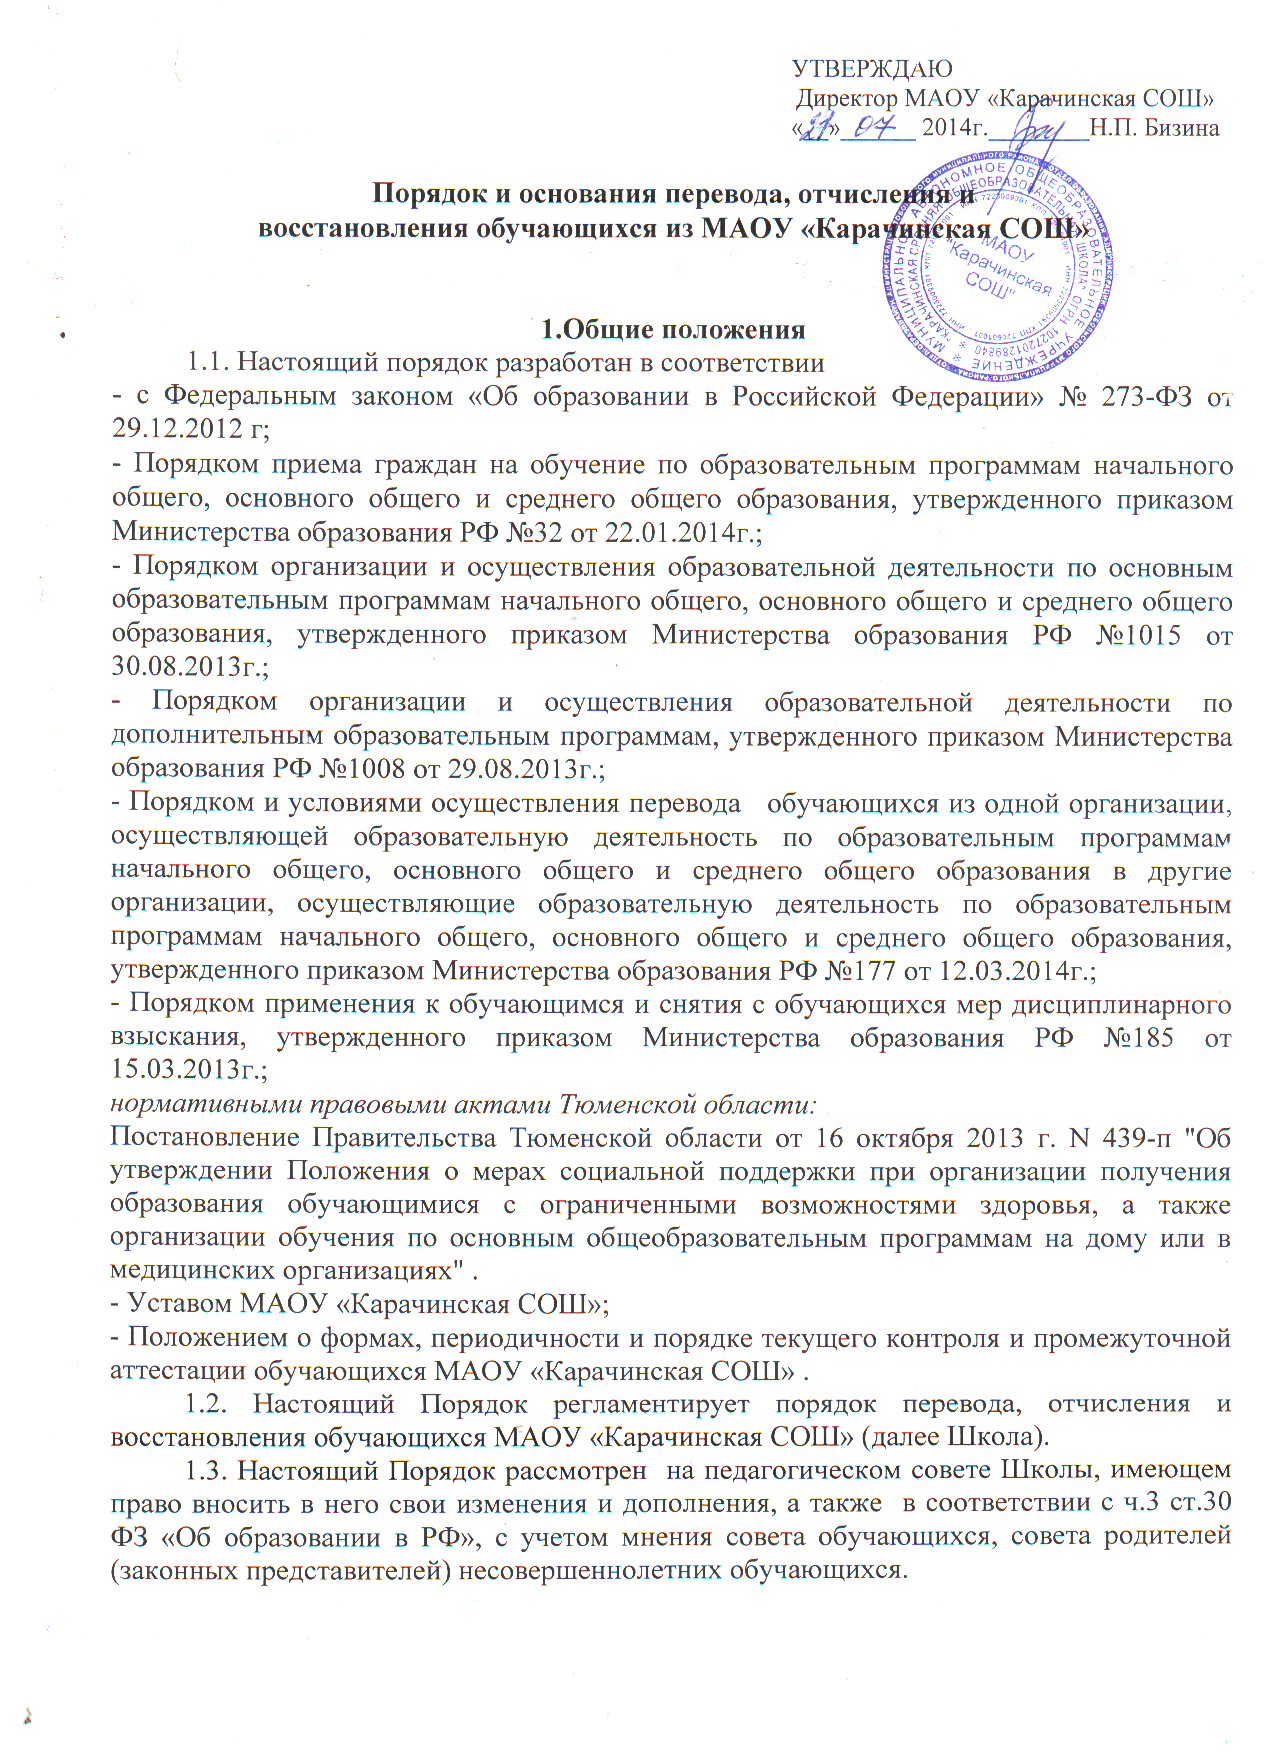 УТВЕРЖДАЮ
Директор МАОУ «Карачинская СОШ»
«21» 07 2014г. Н.П. Бизина
Порядок и основания перевода, отчисления и
восстановления обучающихся из МАОУ «Карачинская СОШ»
МАОУ
"Карачинская
СОШ"
1.Общие положения
1.1. Настоящий порядок разработан в соответствии
- с Федеральным законом «Об образовании в Российской Федерации» № 273-ФЗ от
29.12.2012 г;
- Порядком приема граждан на обучение по образовательным программам начального
общего, основного общего и среднего общего образования, утвержденного приказом
Министерства образования РФ №32 от 22.01.2014г.;
- Порядком организации и осуществления образовательной деятельности по основным
образовательным программам начального общего, основного общего и среднего общего
образования, утвержденного приказом Министерства образования РФ №1015 от
30.08.2013г.;
- Порядком организации и осуществления образовательной деятельности по
дополнительным образовательным программам, утвержденного приказом Министерства
образования РФ №1008 от 29.08.2013г.;
- Порядком и условиями осуществления перевода обучающихся из одной организации,
осуществляющей образовательную деятельность по образовательным программам
начального общего, основного общего и среднего общего образования в другие
организации, осуществляющие образовательную деятельность по образовательным
программам начального общего, основного общего и среднего общего образования,
утвержденного приказом Министерства образования РФ №177 от 12.03.2014г.;
- Порядком применения к обучающимся и снятия с обучающихся мер дисциплинарного
взыскания, утвержденного приказом Министерства образования РФ №185 от
15.03.2013г.;
нормативными правовыми актами Тюменской области:
Постановление Правительства Тюменской области от 16 октября 2013 г. N 439-п "Об
утверждении Положения о мерах социальной поддержки при организации получения
образования обучающимися с ограниченными возможностями здоровья, а также
организации обучения по основным общеобразовательным программам на дому или в
медицинских организациях" .
- Уставом МАОУ «Карачинская СОШ»;
- Положением о формах, периодичности и порядке текущего контроля и промежуточной
аттестации обучающихся МАОУ «Карачинская СОШ» .
1.2. Настоящий Порядок регламентирует порядок перевода, отчисления и
восстановления обучающихся МАОУ «Карачинская СОШ» (далее Школа).
1.3. Настоящий Порядок рассмотрен на педагогическом совете Школы, имеющем
право вносить в него свои изменения и дополнения, а также в соответствии с ч.3 ст.30
ФЗ «Об образовании в РФ», с учетом мнения совета обучающихся, совета родителей
(законных представителей) несовершеннолетних обучающихся.